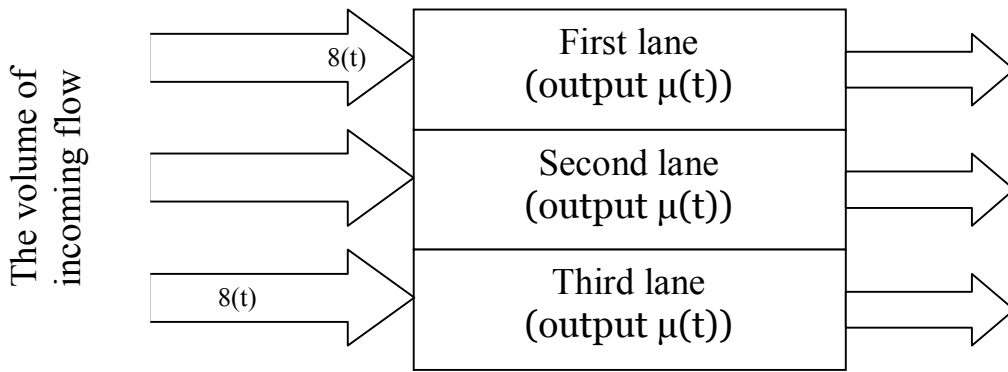 The volume of
incoming flow
8(t)
First lane
(output μ(t))
Second lane
(output μ(t))
8(t)
Third lane
(output μ(t))